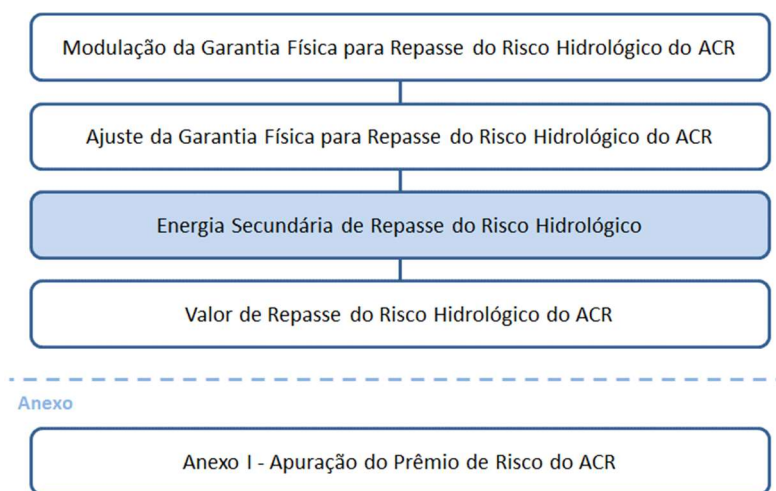 Modulação da Garantia Física para Repasse do Risco Hidrológico do ACR
Ajuste da Garantia Física para Repasse do Risco Hidrológico do ACR
Energia Secundária de Repasse do Risco Hidrológico
Valor de Repasse do Risco Hidrológico do ACR
Anexo
Anexo I - Apuração do Prêmio de Risco do ACR